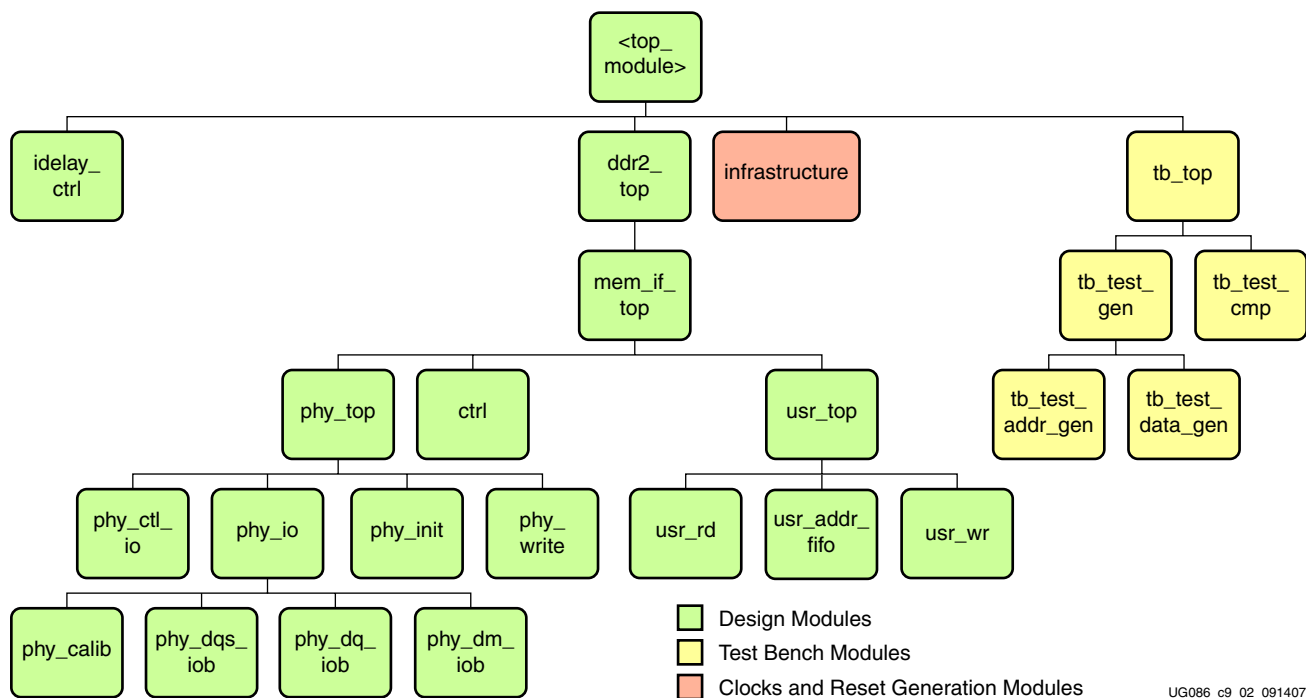 <top_
module>
idelay_
ctrl
ddr2_
top
infrastructure
tb_top
mem_if_
top
tb_test_
gen
tb_test_
cmp
phy_top
ctrl
usr_top
tb_test_
addr_gen
tb_test_
data_gen
phy_ctl_
io
phy_io
phy_init
phy_
write
usr_rd
usr_addr_
fifo
usr_wr
phy_calib
phy_dqs_
iob
phy_dq_
iob
phy_dm_
iob
Design Modules
Test Bench Modules
Clocks and Reset Generation Modules
UG086_c9_02_091407